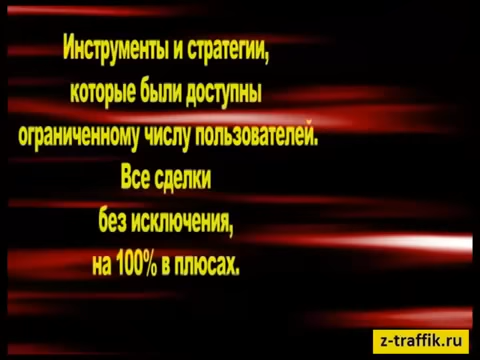 Инструменты и стратегии,
которые были доступны
ограниченному числу пользователей.
Все сделки
без исключения,
на 100% в плюсах.
z-traffik.ru